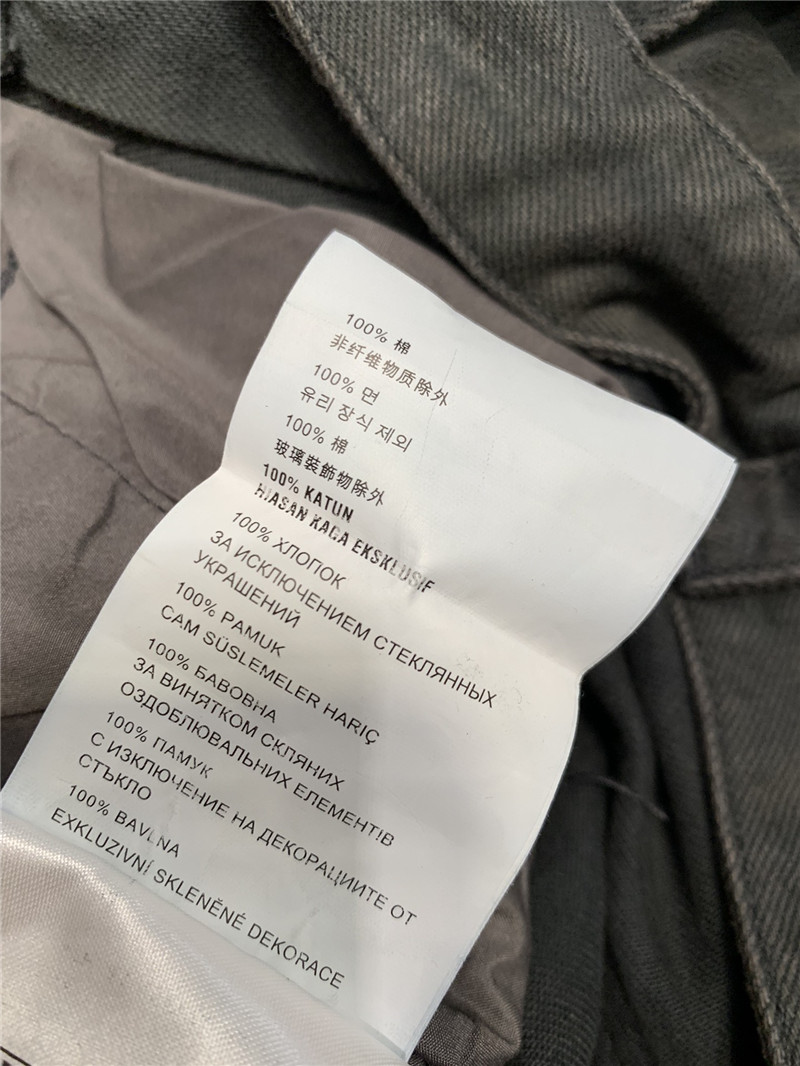 100% 棉
非纤维物质除外
100% 면
유리 장식 제외
100% 棉
玻璃裝飾物除外
100% KATUN
HIASAN KACA EKSKLUSIF
100% ХЛОПОК
ЗА ИСКЛЮЧЕНИЕМ СТЕКЛЯННЫХ
УКРАШЕНИЙ
100% PAMUK
CAM SÜSLEMELER HARIÇ
100% БАВОВНА
ЗА ВИНЯТКОМ СКЛЯНИХ
ОЗДОБЛЮВАЛЬНИХ ЕЛЕМЕНТІВ
100% ПАМУК
С ИЗКЛЮЧЕНИЕ НА ДЕКОРАЦИИТЕ ОТ
СТЪКЛО
100% BAVLNA
EXKLUZIVNÍ SKLENĚNÉ DEKORACE